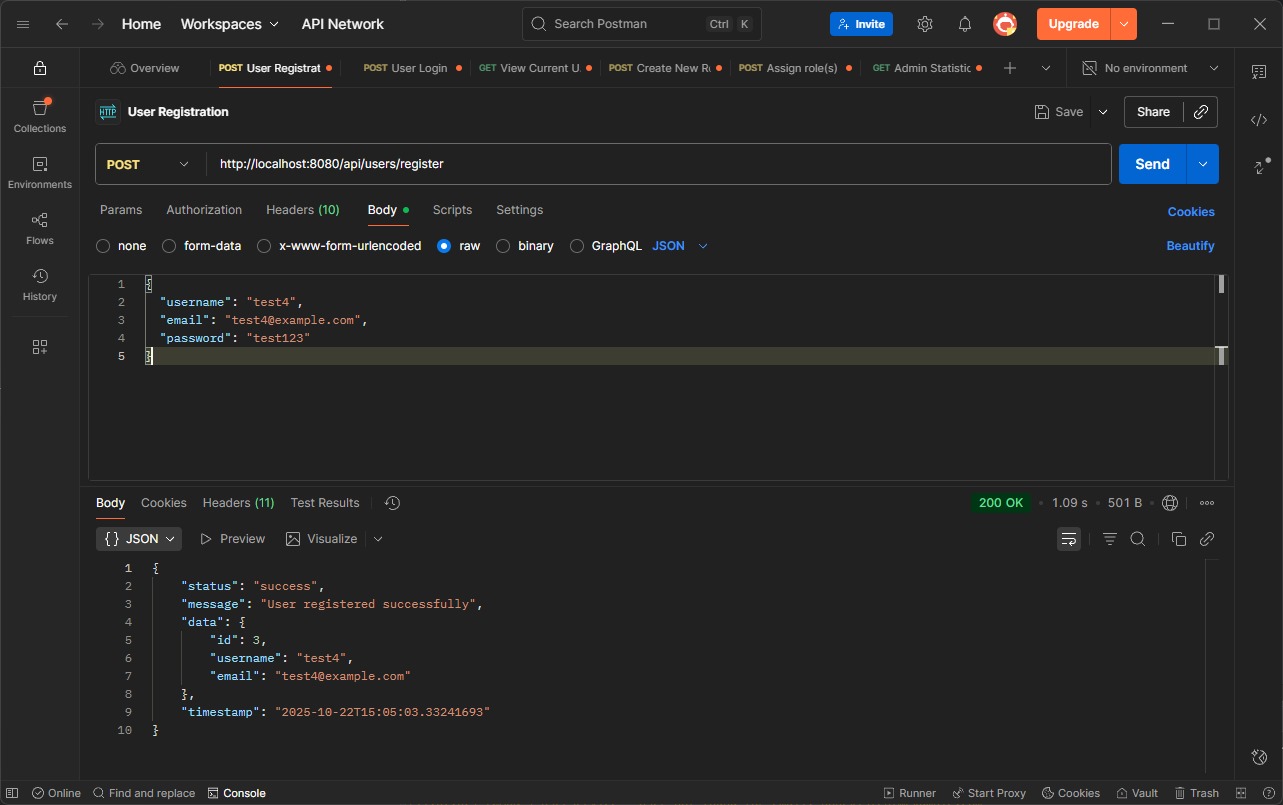 Home Workspaces API Network Search Postman Ctrl K Invite Upgrade
Overview POST User Registrat POST User Login GET View Current U. POST Create New R POST Assign role(s) GET Admin Statistic No environment
Collections
Environments
Flows
History
HTTP User Registration Save Share
POST http://localhost:8080/api/users/register Send
Params Authorization Headers (10) Body Scripts Settings Cookies
none form-data x-www-form-urlencoded raw binary GraphQL JSON Beautify
1 {
2 "username": "test4",
3 "email": "test4@example.com",
4 "password": "test123"
5 }
Body Cookies Headers (11) Test Results 200 OK • 1.09 s • 501 B
{} JSON Preview Visualize
1 {
2 "status": "success",
3 "message": "User registered successfully",
4 "data": {
5 "id": 3,
6 "username": "test4",
7 "email": "test4@example.com"
8 },
9 "timestamp": "2025-10-22T15:05:03.33241693"
10 }
Online Find and replace Console Runner Start Proxy Cookies Vault Trash